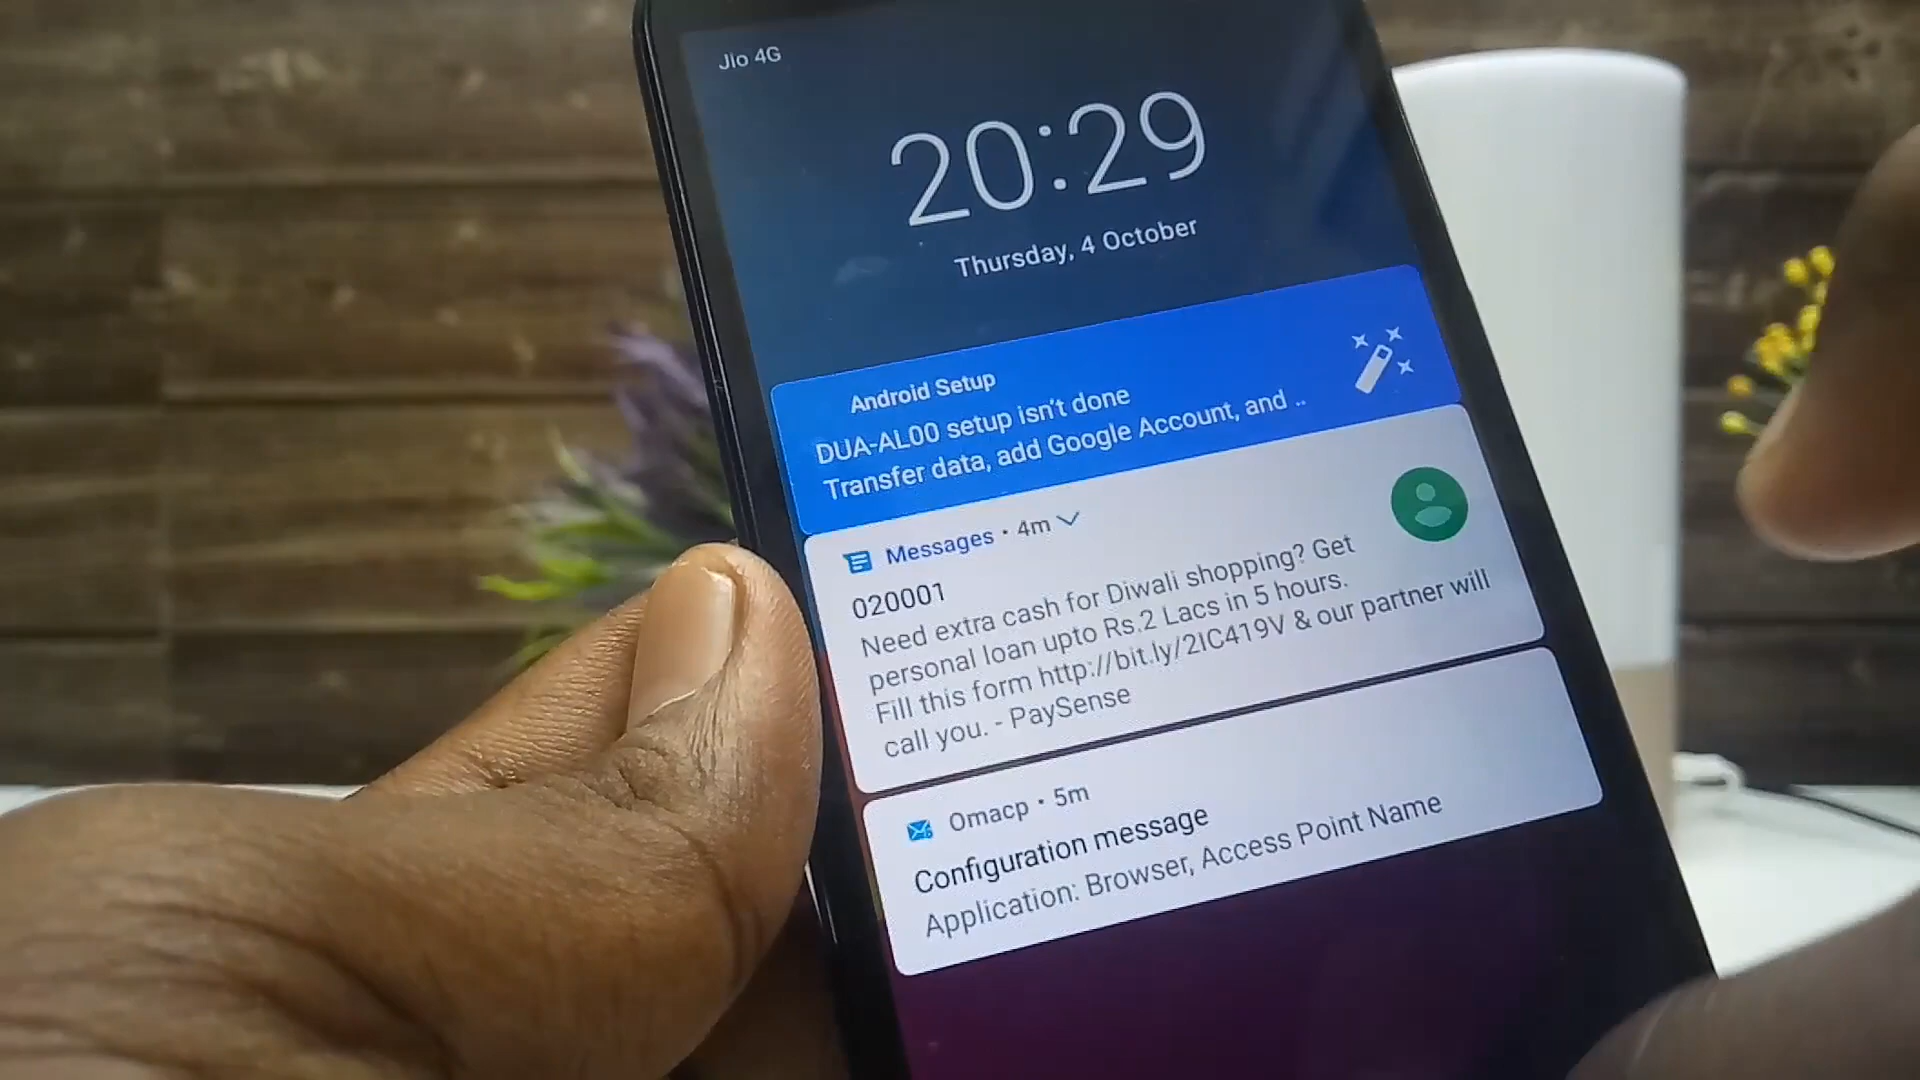 Jio 4G
20:29
Thursday, 4 October
Android Setup
DUA-AL00 setup isn't done
Transfer data, add Google Account, and ..
Messages · 4m
020001
Need extra cash for Diwali shopping? Get
personal loan upto Rs.2 Lacs in 5 hours.
Fill this form http://bit.ly/2IC419V & our partner will
call you. - PaySense
Omacp · 5m
Configuration message
Application: Browser, Access Point Name